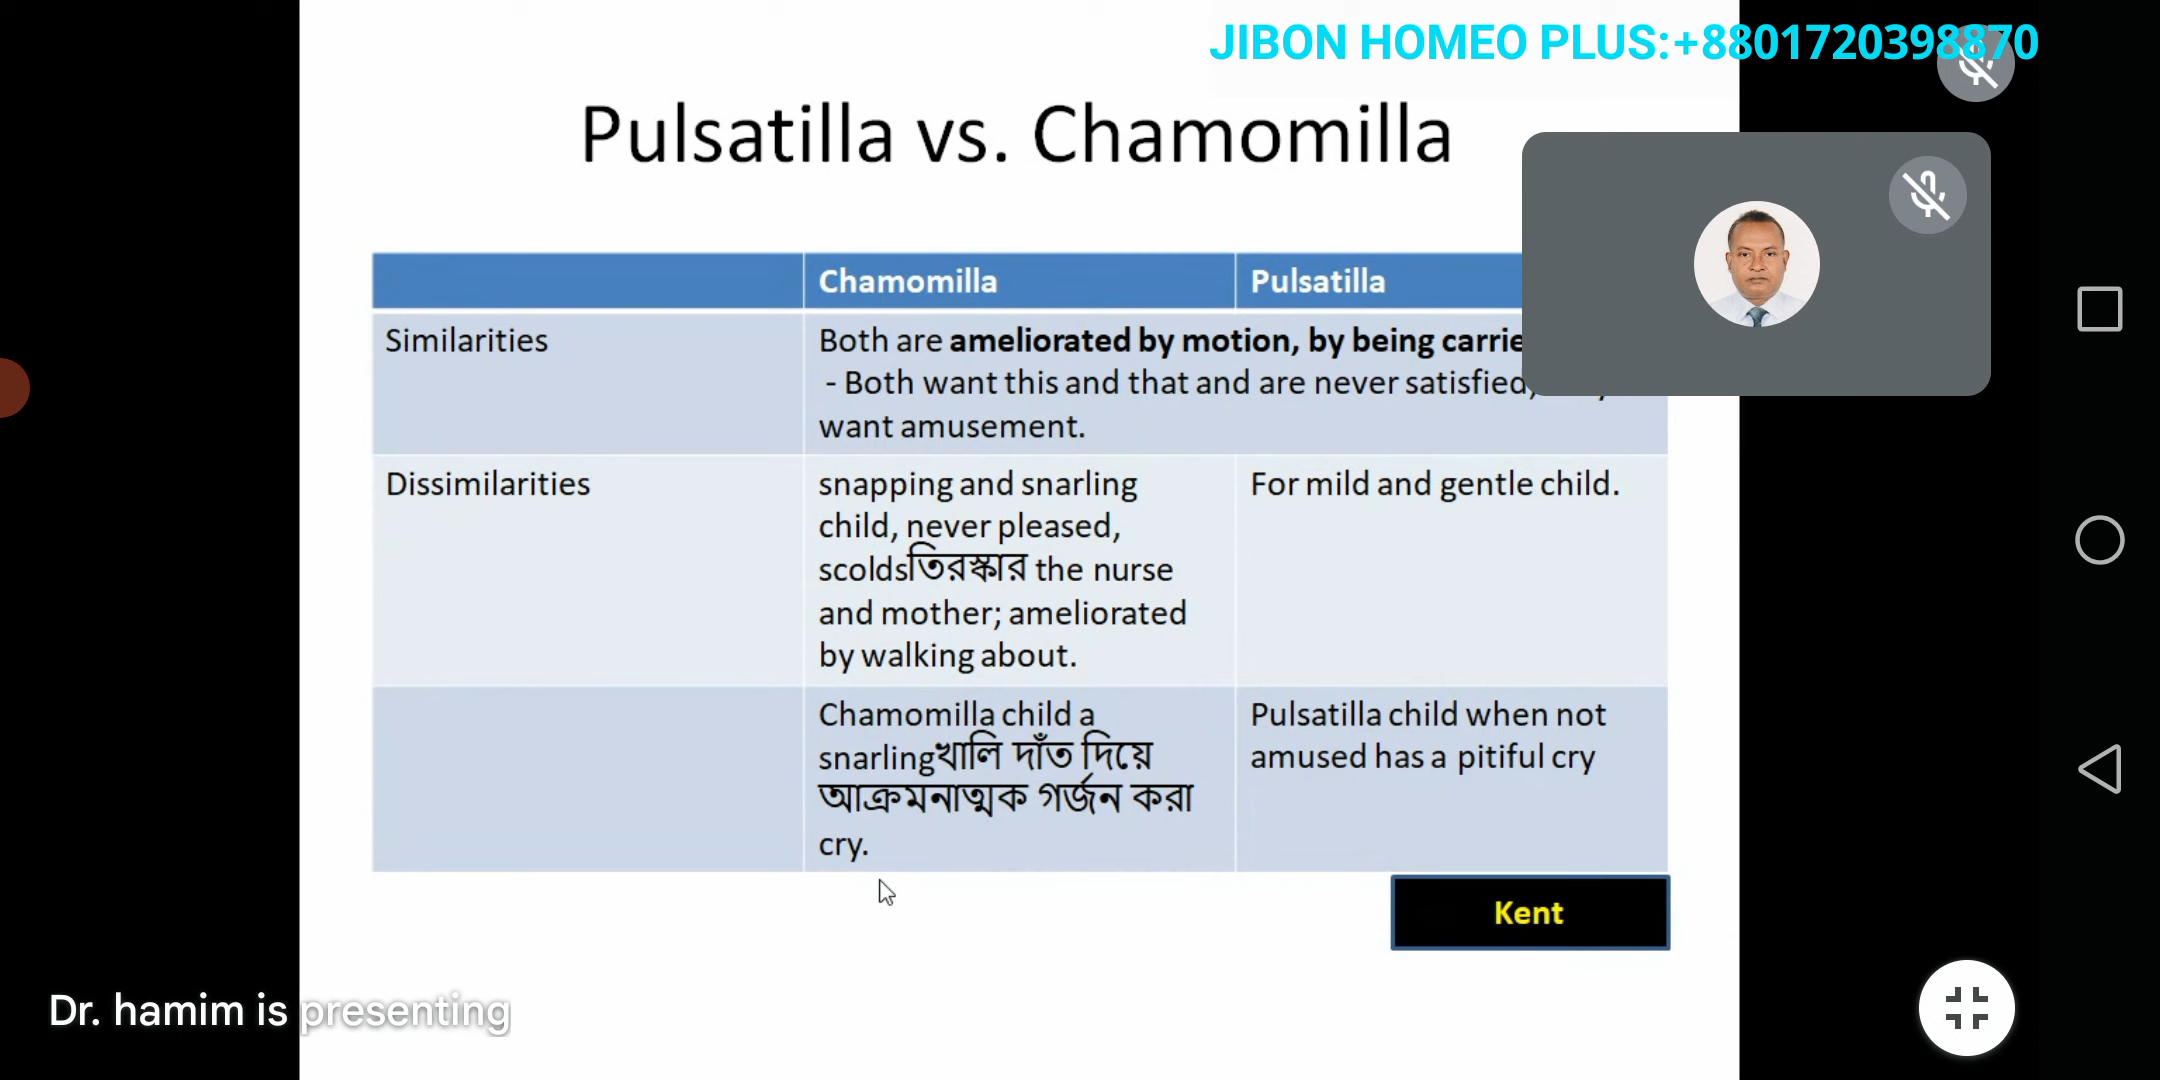 JIBON HOMEO PLUS:+8801720398870
Pulsatilla vs. Chamomilla
Chamomilla
Pulsatilla
Similarities
Both are ameliorated by motion, by being
- Both want this and that and are never satisfied,
want amusement.
Dissimilarities
snapping and snarling
child, never pleased,
scoldsতিরস্কার the nurse
and mother; ameliorated
by walking about.
For mild and gentle child.
Chamomilla child a
snarlingখালি দাঁত দিয়ে
আক্রমনাত্মক গর্জন করা
cry.
Pulsatilla child when not
amused has a pitiful cry
Kent
Dr. hamim is presenting